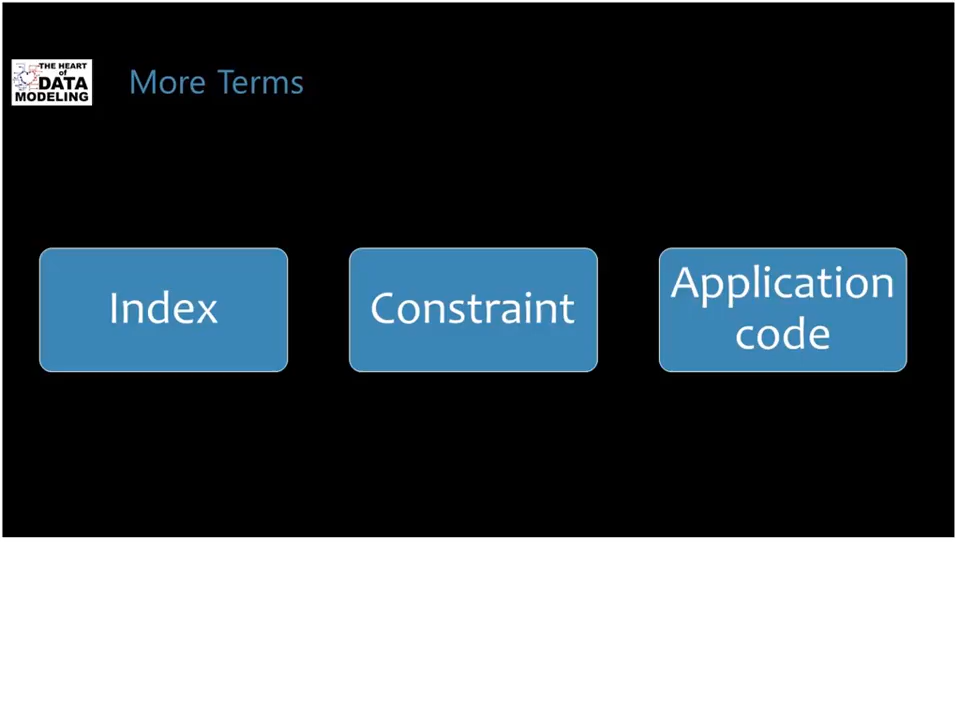 THE HEART
of
DATA
MODELING
More Terms
Index
Constraint
Application
code